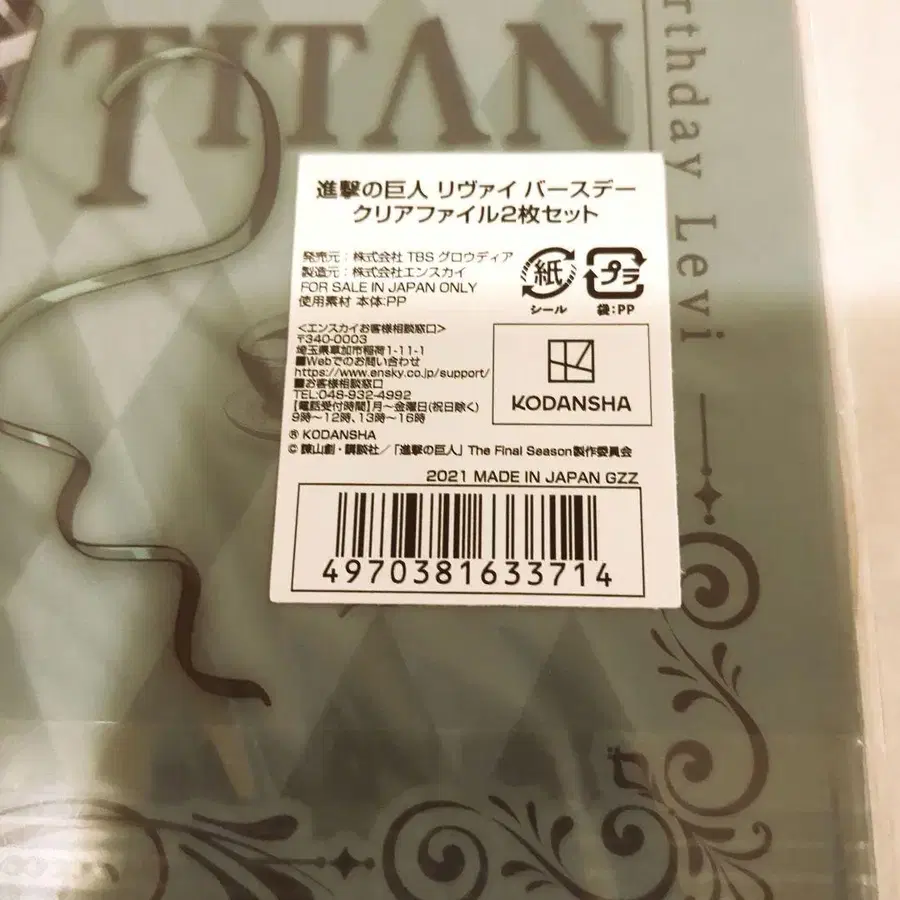 TITAN
rthday Levi
進撃の巨人 リヴァイ バースデー
クリアファイル2枚セット
発売元:株式会社 TBS グロウディア
製造元:株式会社エンスカイ
FOR SALE IN JAPAN ONLY
使用素材 本体:PP
紙
シール
プラ
袋:PP
<エンスカイお客様相談窓口>
〒340-0003
埼玉県草加市稲荷1-11-1
■Webでのお問い合わせ
https://www.ensky.co.jp/support/
■お客様相談窓口
TEL:048-932-4992
【電話受付時間】月~金曜日(祝日除く)
9時~12時、13時~16時
KODANSHA
® KODANSHA
© 諫山創・講談社/「進撃の巨人」The Final Season製作委員会
2021 MADE IN JAPAN GZZ
4970381633714